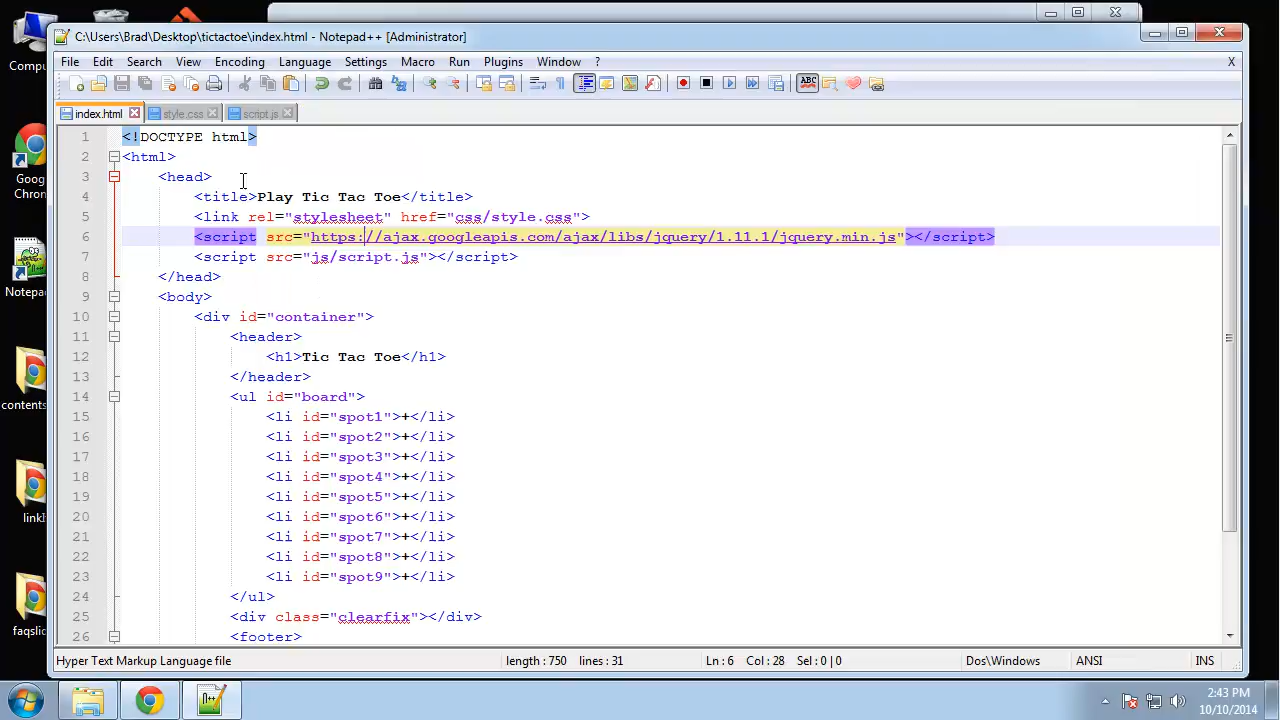 C:\Users\Brad\Desktop\tictactoe\index.html - Notepad++ [Administrator]
Compu
File Edit Search View Encoding Language Settings Macro Run Plugins Window ? X
index.html style.css script.js
1 <!DOCTYPE html>
2 <html>
3 <head>
4 <title>Play Tic Tac Toe</title>
5 <link rel="stylesheet" href="css/style.css">
6 <script src="https://ajax.googleapis.com/ajax/libs/jquery/1.11.1/jquery.min.js"></script>
7 <script src="js/script.js"></script>
8 </head>
9 <body>
10 <div id="container">
11 <header>
12 <h1>Tic Tac Toe</h1>
13 </header>
14 <ul id="board">
15 <li id="spot1">+</li>
16 <li id="spot2">+</li>
17 <li id="spot3">+</li>
18 <li id="spot4">+</li>
19 <li id="spot5">+</li>
20 <li id="spot6">+</li>
21 <li id="spot7">+</li>
22 <li id="spot8">+</li>
23 <li id="spot9">+</li>
24 </ul>
25 <div class="clearfix"></div>
26 <footer>
Goog
Chrom
Notepad
contents
linkI
faqslic
Hyper Text Markup Language file length : 750 lines : 31 Ln : 6 Col : 28 Sel : 0 | 0 Dos\Windows ANSI INS
2:43 PM
10/10/2014